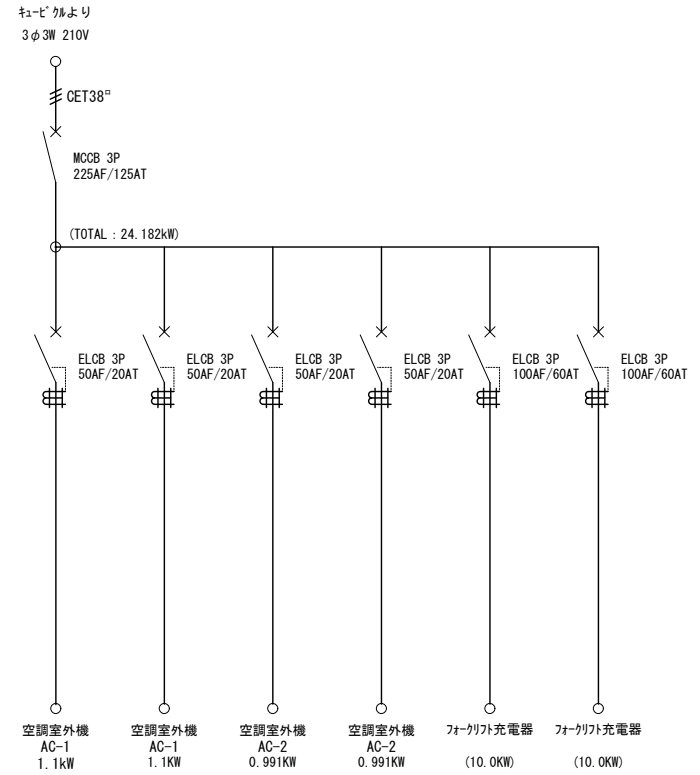 ｷｭｰﾋﾞｸﾙより
3φ3W 210V
CET38□
MCCB 3P
225AF/125AT
(TOTAL : 24.182kW)
ELCB 3P
50AF/20AT
ELCB 3P
50AF/20AT
ELCB 3P
50AF/20AT
ELCB 3P
50AF/20AT
ELCB 3P
100AF/60AT
ELCB 3P
100AF/60AT
空調室外機
AC-1
1.1kW
空調室外機
AC-1
1.1KW
空調室外機
AC-2
0.991KW
空調室外機
AC-2
0.991KW
ﾌｫｰｸﾘﾌﾄ充電器
(10.0KW)
ﾌｫｰｸﾘﾌﾄ充電器
(10.0KW)